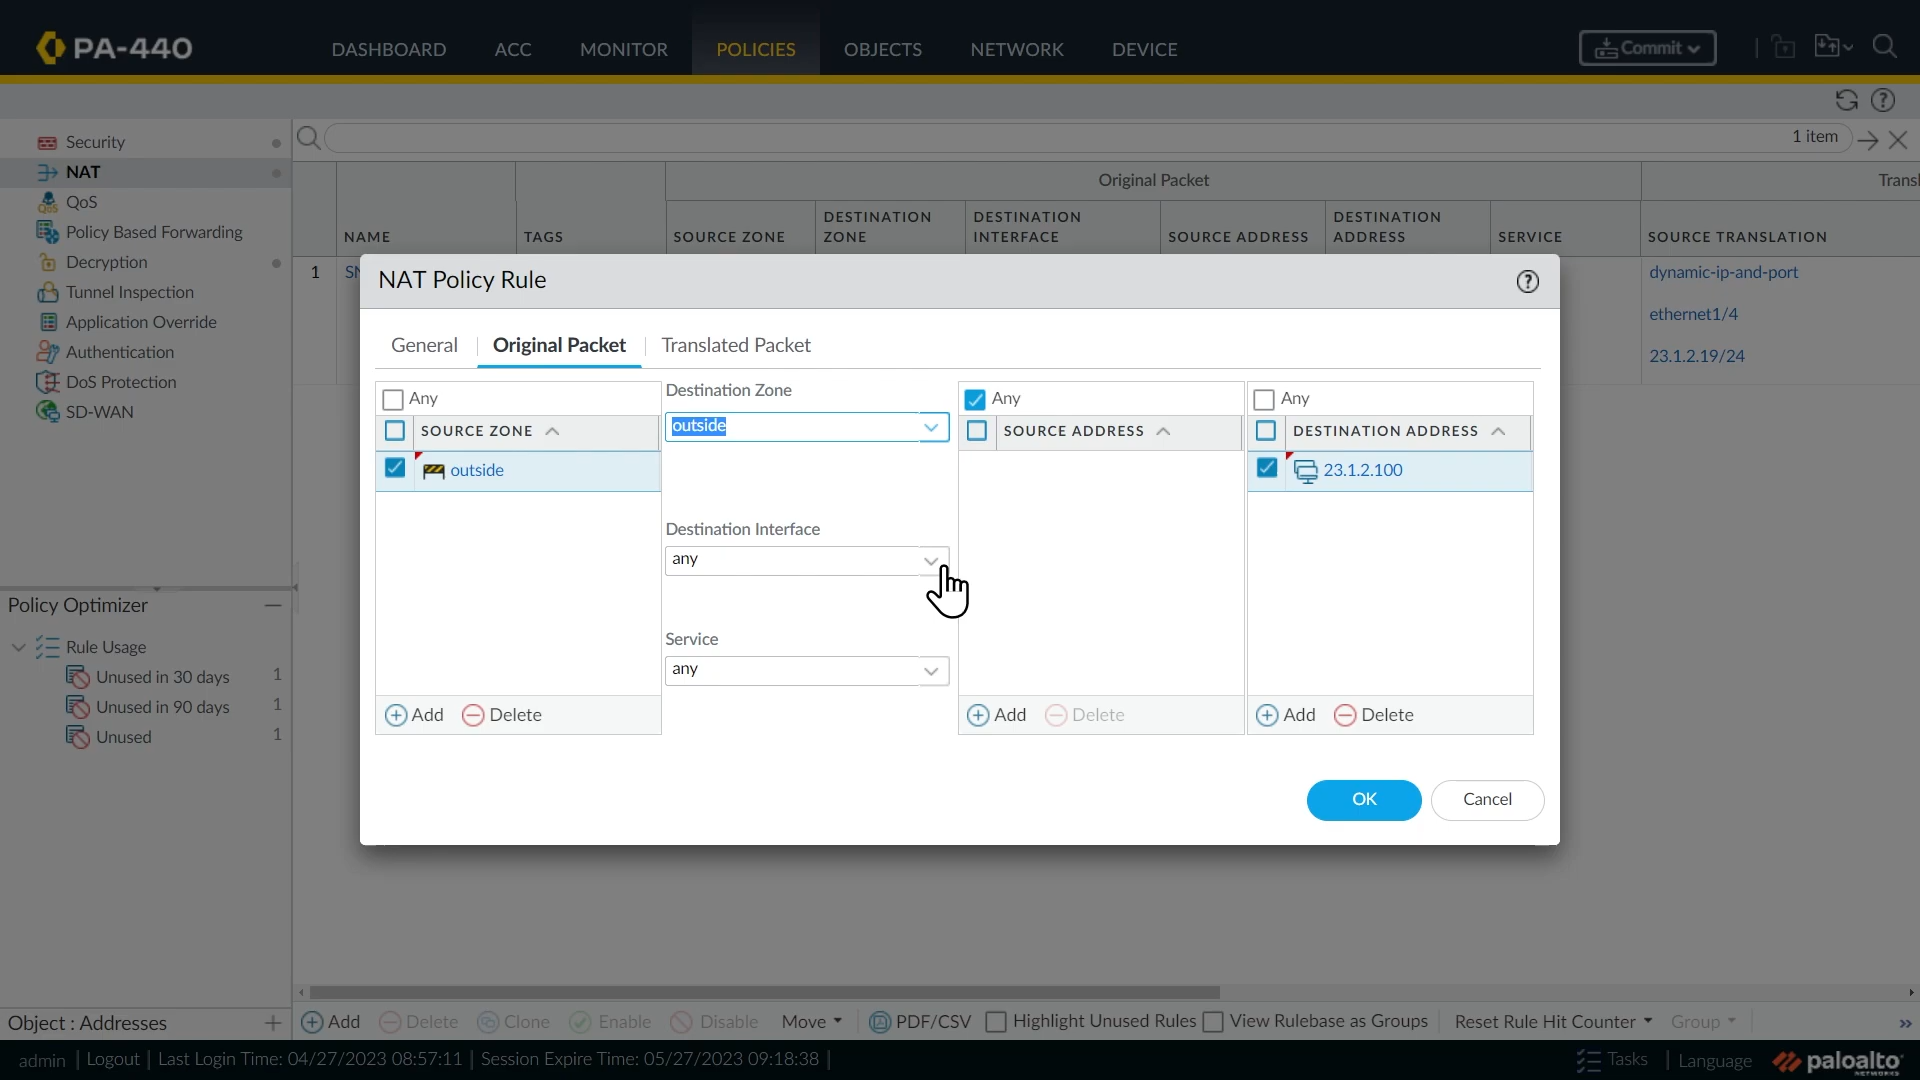 PA-440
DASHBOARD
ACC
MONITOR
POLICIES
OBJECTS
NETWORK
DEVICE
Commit
Security
NAT
QoS
Policy Based Forwarding
Decryption
Tunnel Inspection
Application Override
Authentication
DoS Protection
SD-WAN
1 item
Original Packet
NAME
TAGS
SOURCE ZONE
DESTINATION
ZONE
DESTINATION
INTERFACE
SOURCE ADDRESS
DESTINATION
ADDRESS
SERVICE
SOURCE TRANSLATION
1
dynamic-ip-and-port
ethernet1/4
23.1.2.19/24
NAT Policy Rule
General
Original Packet
Translated Packet
Any
SOURCE ZONE
outside
Add
Delete
Destination Zone
outside
Destination Interface
any
Service
any
Any
SOURCE ADDRESS
Add
Delete
Any
DESTINATION ADDRESS
23.1.2.100
Add
Delete
OK
Cancel
Policy Optimizer
Rule Usage
Unused in 30 days 1
Unused in 90 days 1
Unused 1
Object : Addresses
Add
Delete
Clone
Enable
Disable
Move
PDF/CSV
Highlight Unused Rules
View Rulebase as Groups
Reset Rule Hit Counter
Group
admin | Logout | Last Login Time: 04/27/2023 08:57:11 | Session Expire Time: 05/27/2023 09:18:38 |
Tasks | Language
paloalto
NETWORKS